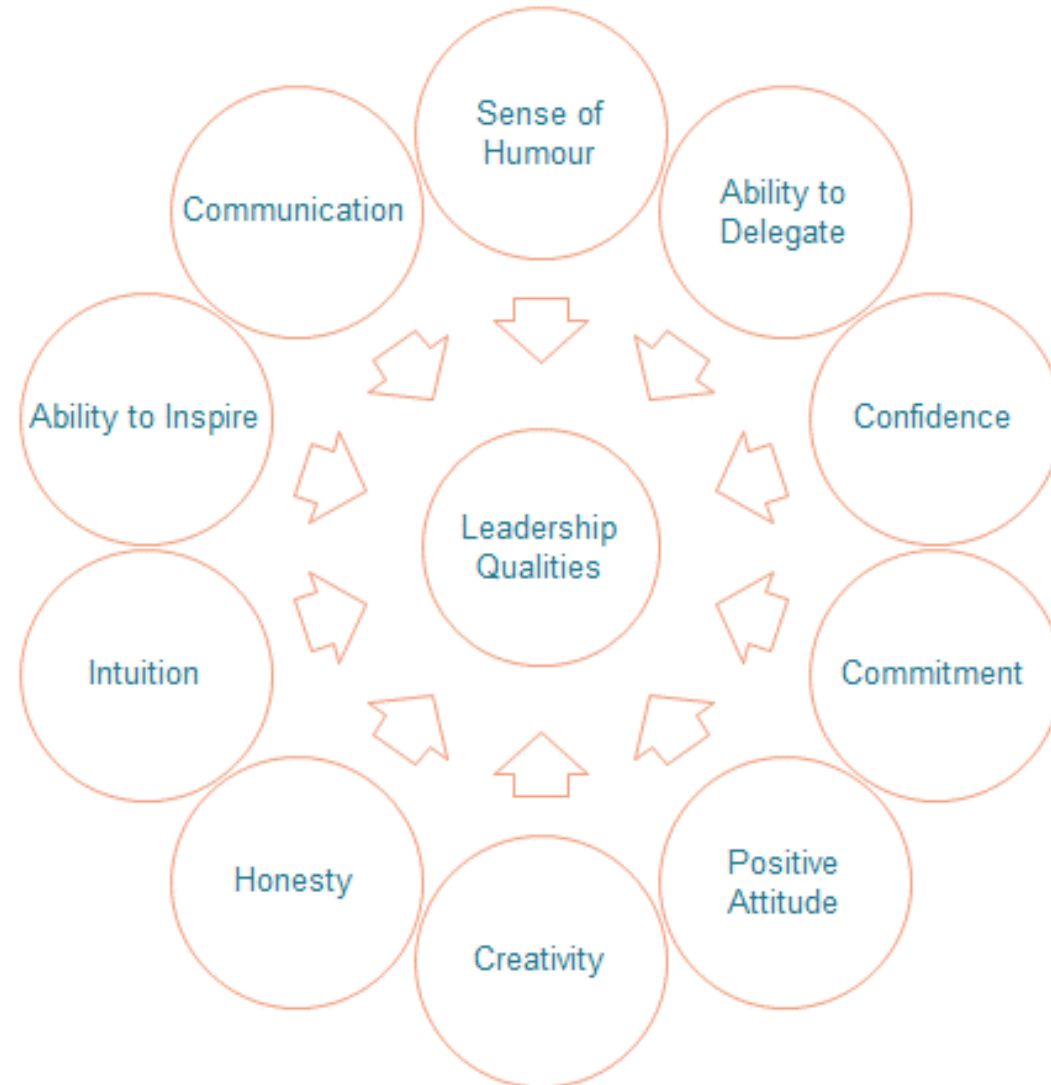 Sense of
Humour
Ability to
Delegate
Communication
Ability to Inspire
Confidence
Leadership
Qualities
Intuition
Commitment
Honesty
Positive
Attitude
Creativity